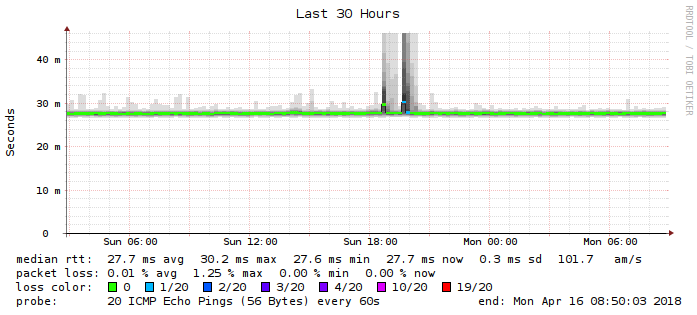 Last 30 Hours
RRDTOOL / TOBI OETIKER
Seconds
40 m
30 m
20 m
10 m
0
Sun 06:00 Sun 12:00 Sun 18:00 Mon 00:00 Mon 06:00
median rtt: 27.7 ms avg 30.2 ms max 27.6 ms min 27.7 ms now 0.3 ms sd 101.7 am/s
packet loss: 0.01 % avg 1.25 % max 0.00 % min 0.00 % now
loss color: 0 1/20 2/20 3/20 4/20 10/20 19/20
probe: 20 ICMP Echo Pings (56 Bytes) every 60s end: Mon Apr 16 08:50:03 2018